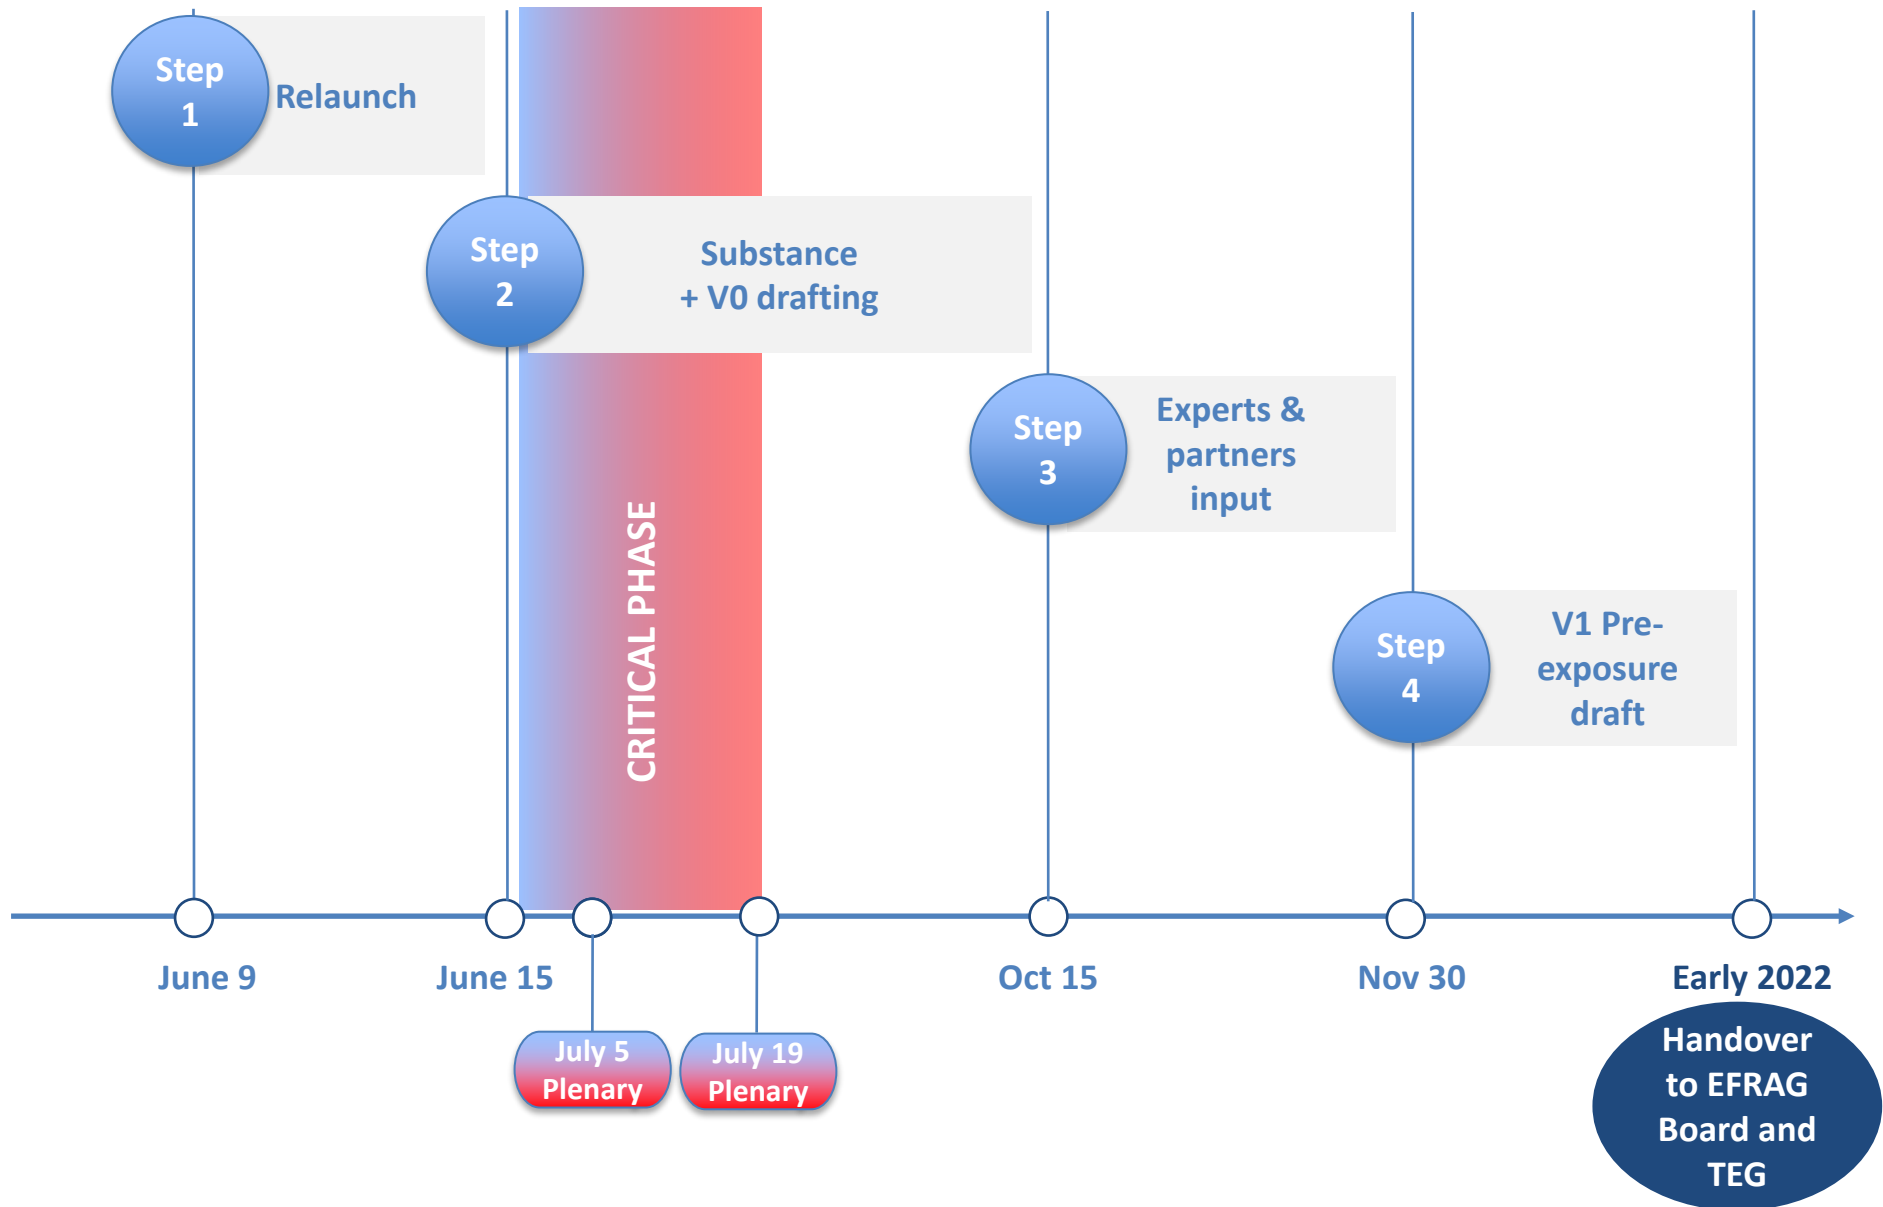 Step
1
Relaunch
Step
2
Substance
+ V0 drafting
Step
3
Experts &
partners
input
CRITICAL PHASE
Step
4
V1 Pre-
exposure
draft
June 9
June 15
Oct 15
Nov 30
Early 2022
July 5
Plenary
July 19
Plenary
Handover
to EFRAG
Board and
TEG